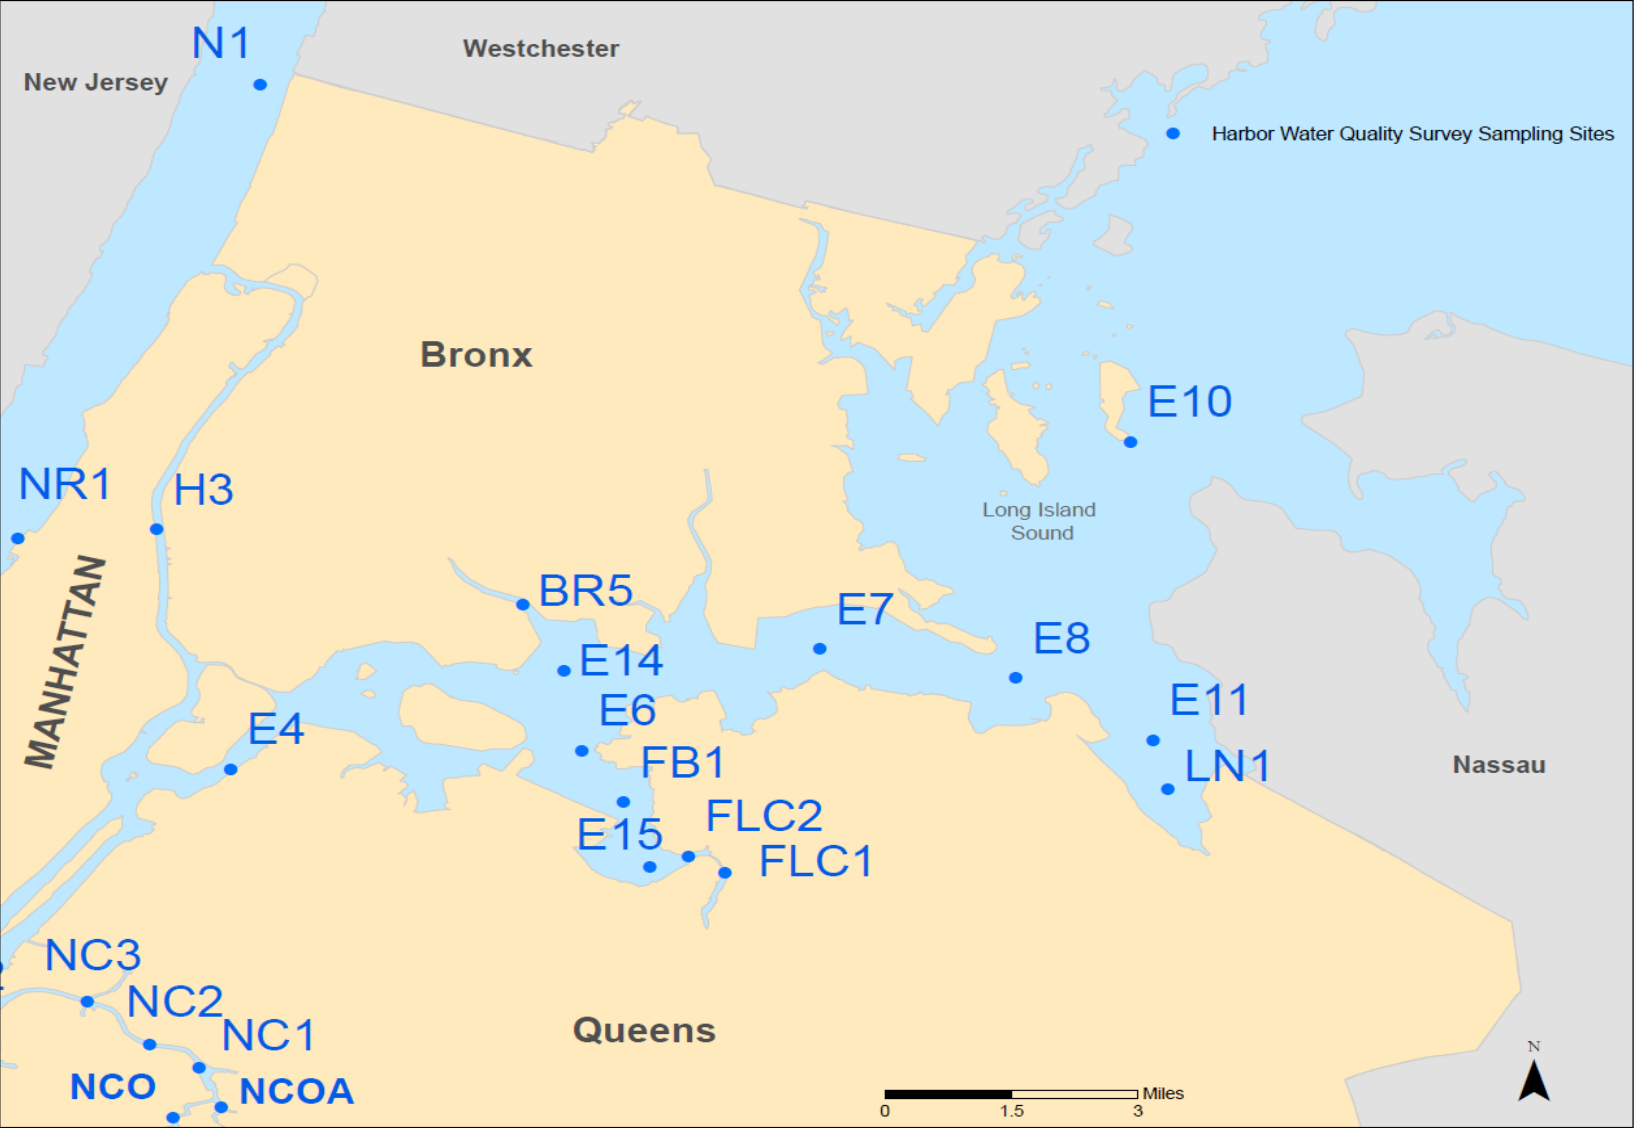 N1
Westchester
New Jersey
Harbor Water Quality Survey Sampling Sites
Bronx
E10
NR1
H3
Long Island
Sound
MANHATTAN
BR5
E7
E8
E14
E11
E6
E4
FB1
LN1
Nassau
FLC2
E15
FLC1
NC3
NC2
NC1
Queens
N
NCO
NCOA
Miles
0
1.5
3